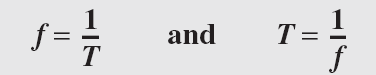 f = 1/T and T = 1/f